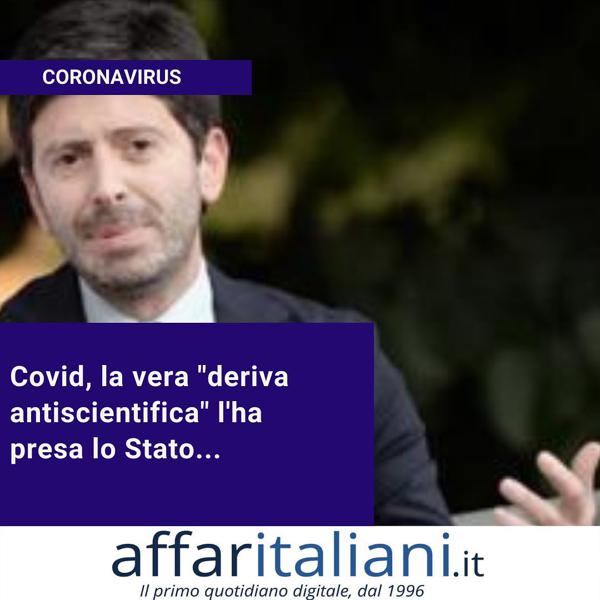 CORONAVIRUS
Covid, la vera "deriva
antiscientifica" l'ha
presa lo Stato...
affaritaliani.it
Il primo quotidiano digitale, dal 1996